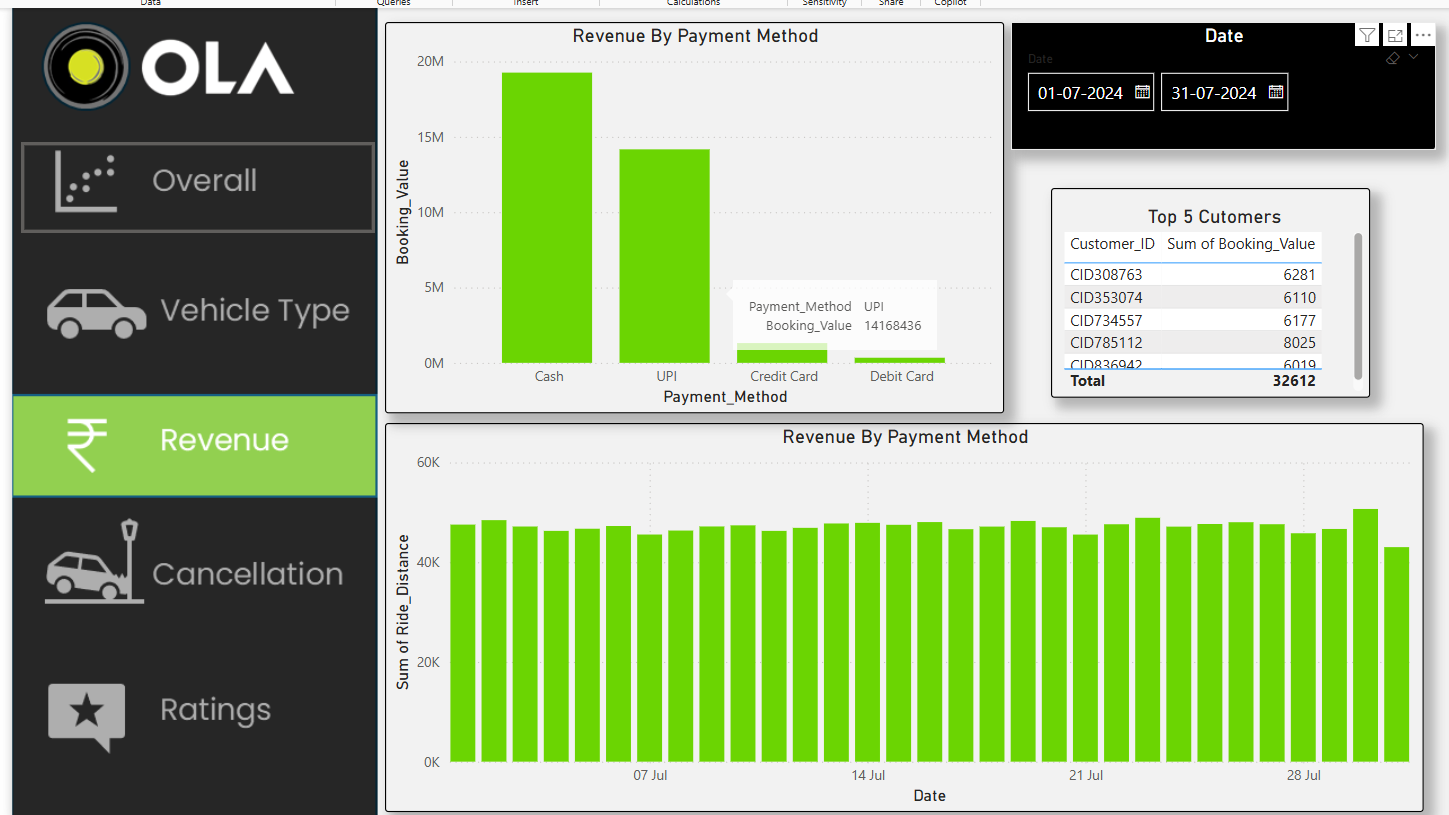 Data Queries Insert Calculations Sensitivity Share Copilot
OLA
Overall
Vehicle Type
Revenue
Cancellation
Ratings
Revenue By Payment Method
Booking_Value
20M
15M
10M
5M
0M
Payment_Method UPI
Booking_Value 14168436
Cash UPI Credit Card Debit Card
Payment_Method
Date
Date
01-07-2024 31-07-2024
Top 5 Cutomers
Customer_ID Sum of Booking_Value
CID308763 6281
CID353074 6110
CID734557 6177
CID785112 8025
CID836942 6019
Total 32612
Revenue By Payment Method
Sum of Ride_Distance
60K
40K
20K
0K
07 Jul 14 Jul 21 Jul 28 Jul
Date